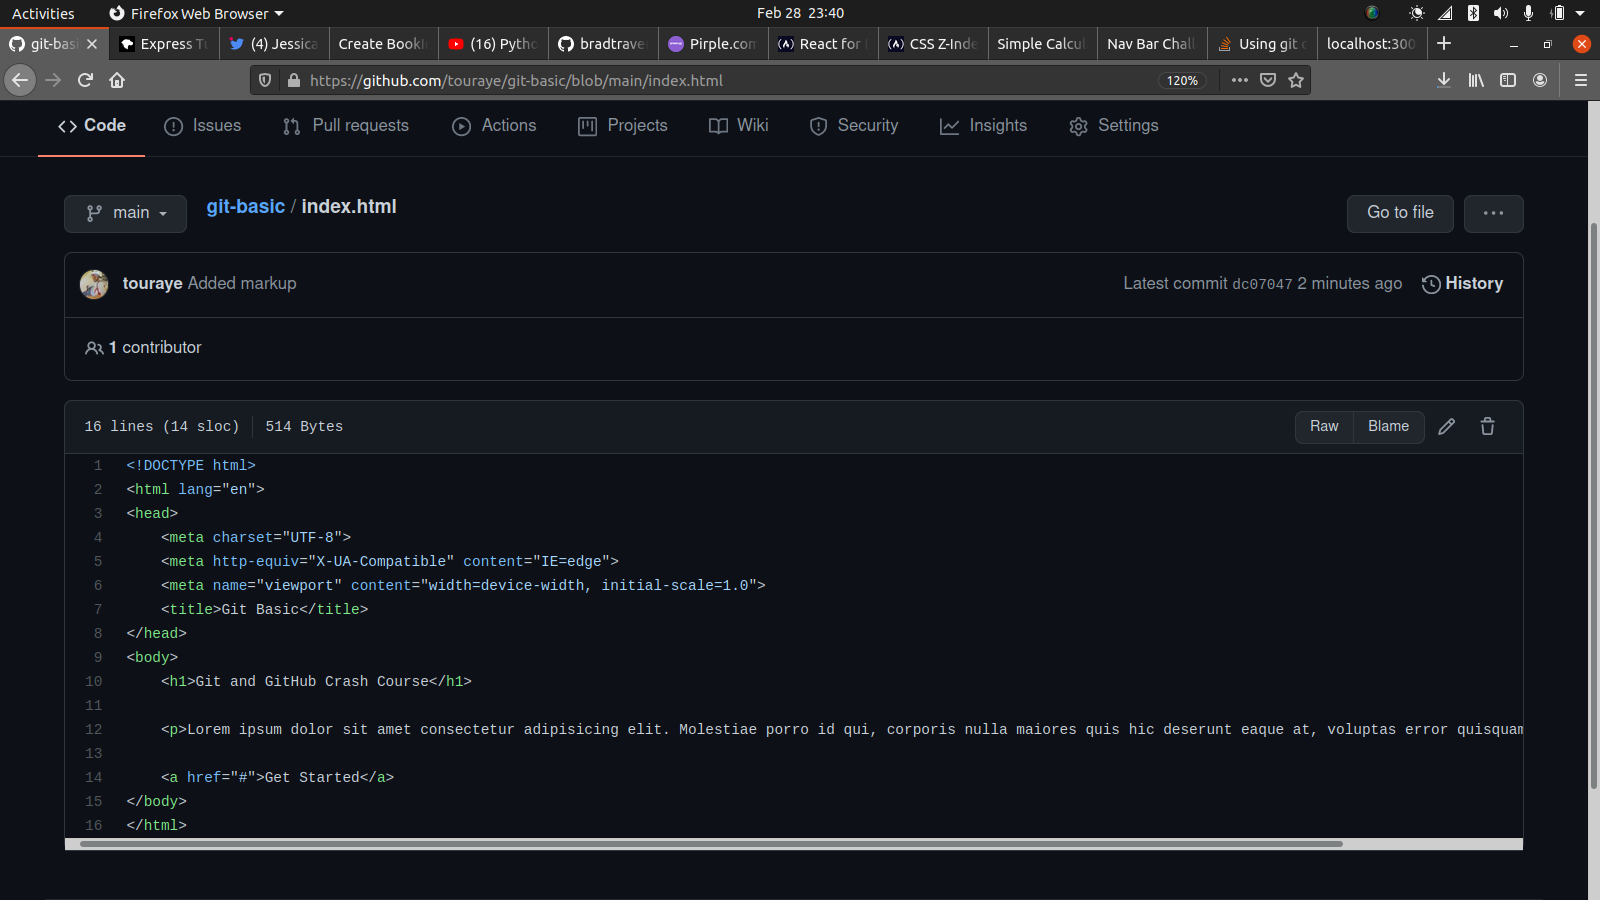 Activities Firefox Web Browser Feb 28 23:40
git-basi Express Tu (4) Jessica Create BookI (16) Pytho bradtrave Pirple.com React for CSS Z-Inde Simple Calcul Nav Bar Chall Using git c localhost:300
https://github.com/touraye/git-basic/blob/main/index.html 120%
Code Issues Pull requests Actions Projects Wiki Security Insights Settings
main git-basic / index.html Go to file
touraye Added markup Latest commit dc07047 2 minutes ago History
1 contributor
16 lines (14 sloc) 514 Bytes Raw Blame
1 <!DOCTYPE html>
2 <html lang="en">
3 <head>
4 <meta charset="UTF-8">
5 <meta http-equiv="X-UA-Compatible" content="IE=edge">
6 <meta name="viewport" content="width=device-width, initial-scale=1.0">
7 <title>Git Basic</title>
8 </head>
9 <body>
10 <h1>Git and GitHub Crash Course</h1>
11
12 <p>Lorem ipsum dolor sit amet consectetur adipisicing elit. Molestiae porro id qui, corporis nulla maiores quis hic deserunt eaque at, voluptas error quisquam
13
14 <a href="#">Get Started</a>
15 </body>
16 </html>